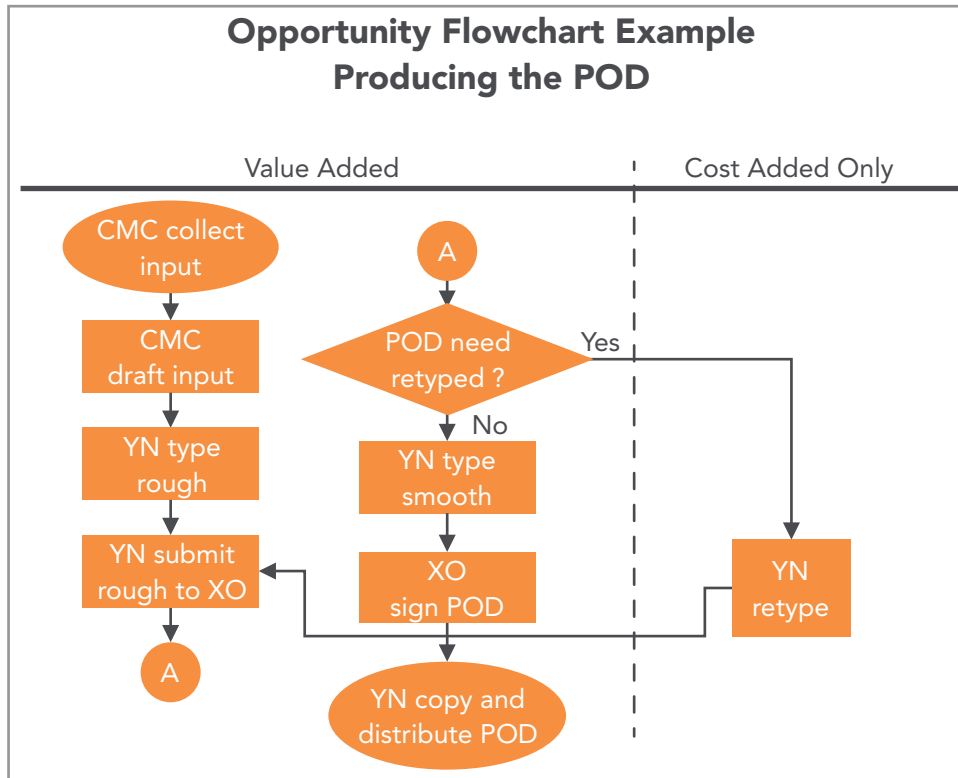 Opportunity Flowchart Example
Producing the POD
Value Added
Cost Added Only
CMC collect
input
CMC
draft input
YN type
rough
YN submit
rough to XO
A
A
POD need
retyped ?
Yes
No
YN type
smooth
XO
sign POD
YN copy and
distribute POD
YN
retype